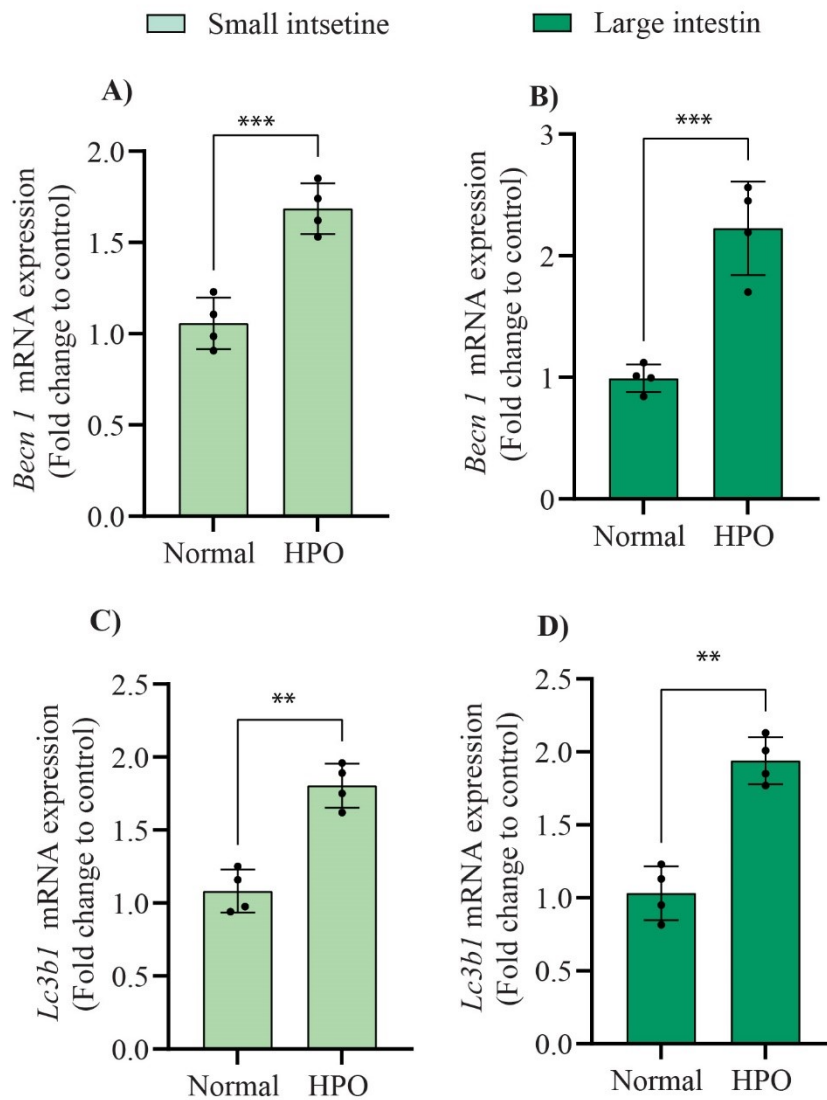 Small intsetine
Large intestin
A)
***
Becn 1 mRNA expression
(Fold change to control)
2.0
1.5
1.0
0.5
0.0
Normal HPO
B)
***
Becn 1 mRNA expression
(Fold change to control)
3
2
1
0
Normal HPO
C)
**
Lc3b1 mRNA expression
(Fold change to control)
2.5
2.0
1.5
1.0
0.5
0.0
Normal HPO
D)
**
Lc3b1 mRNA expression
(Fold change to control)
2.5
2.0
1.5
1.0
0.5
0.0
Normal HPO